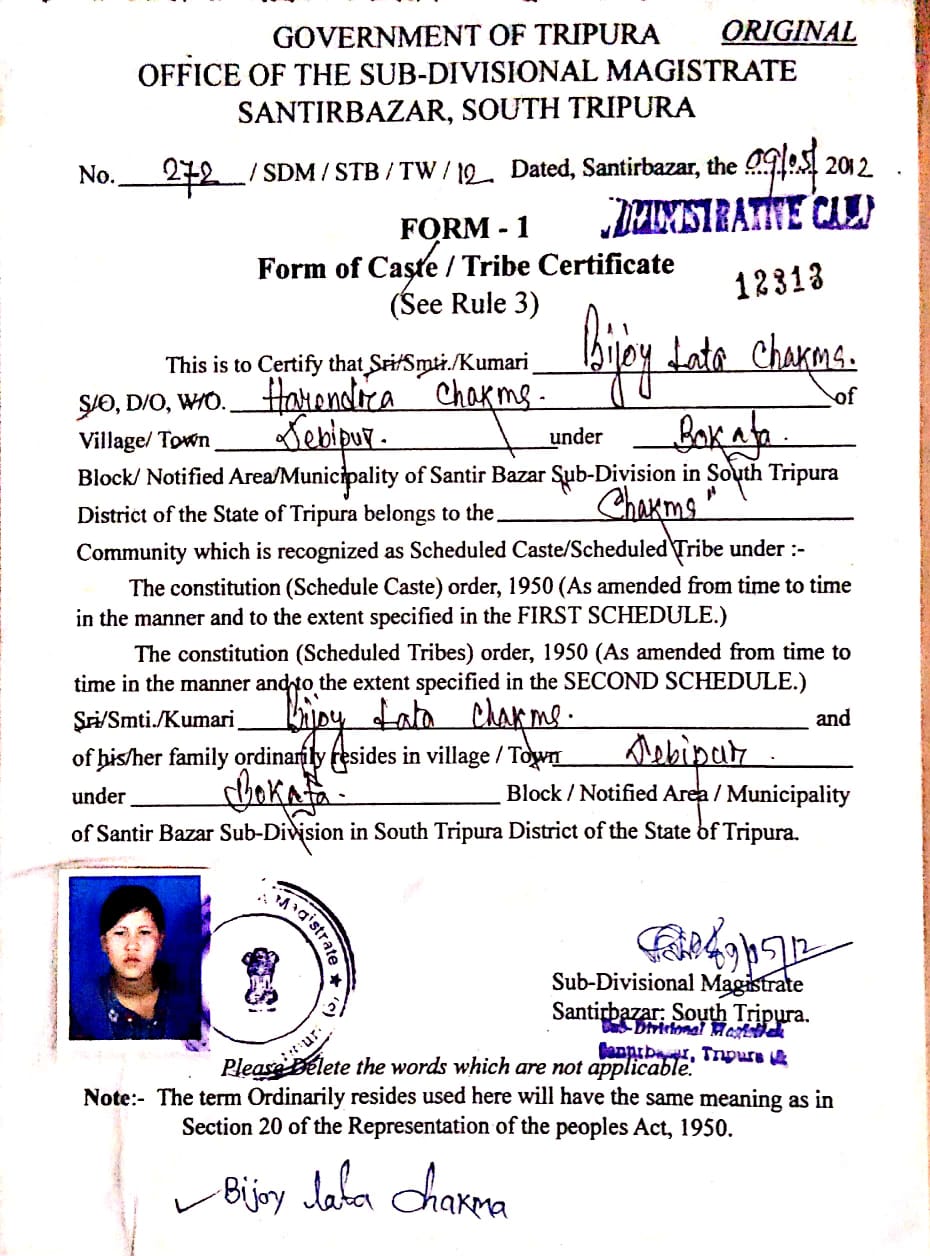 GOVERNMENT OF TRIPURA ORIGINAL
OFFICE OF THE SUB-DIVISIONAL MAGISTRATE
SANTIRBAZAR, SOUTH TRIPURA
No. 272 / SDM / STB / TW / 12 Dated, Santirbazar, the 09/05/ 2012
FORM - 1
Form of Caste / Tribe Certificate
12313
(See Rule 3)
This is to Certify that Sri/Smti./Kumari Bijoy Lata Chakma.
S/O, D/O, W/O. Harendra Chakma. of
Village/ Town Debipur. under Bokafa.
Block/ Notified Area/Municipality of Santir Bazar Sub-Division in South Tripura
District of the State of Tripura belongs to the Chakma"
Community which is recognized as Scheduled Caste/Scheduled Tribe under :-
The constitution (Schedule Caste) order, 1950 (As amended from time to time
in the manner and to the extent specified in the FIRST SCHEDULE.)
The constitution (Scheduled Tribes) order, 1950 (As amended from time to
time in the manner and to the extent specified in the SECOND SCHEDULE.)
Sri/Smti./Kumari Bijoy Lata Chakma. and
of his/her family ordinarily resides in village / Town Debipur.
under Bokafa. Block / Notified Area / Municipality
of Santir Bazar Sub-Division in South Tripura District of the State of Tripura.
Magistrate ★
09/05/12
Sub-Divisional Magistrate
Santirbazar: South Tripura.
Sub-Divisional Magistrate
Santirbazar, Tripura
Please Delete the words which are not applicable.
Note:- The term Ordinarily resides used here will have the same meaning as in
Section 20 of the Representation of the peoples Act, 1950.
Bijoy lata chakma